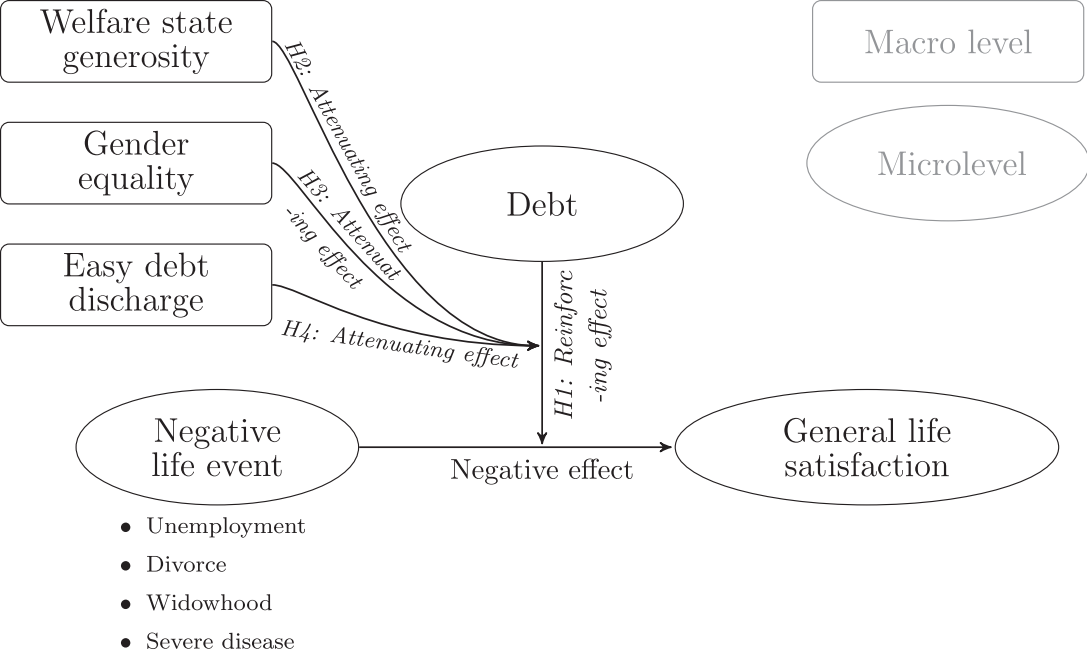 Welfare state
generosity
Macro level
H2: Attenuating effect
Gender
equality
Microlevel
H3: Attenuat
-ing effect
Debt
Easy debt
discharge
H4: Attenuating effect
H1: Reinforc
-ing effect
Negative
life event
Negative effect
General life
satisfaction
• Unemployment
• Divorce
• Widowhood
• Severe disease